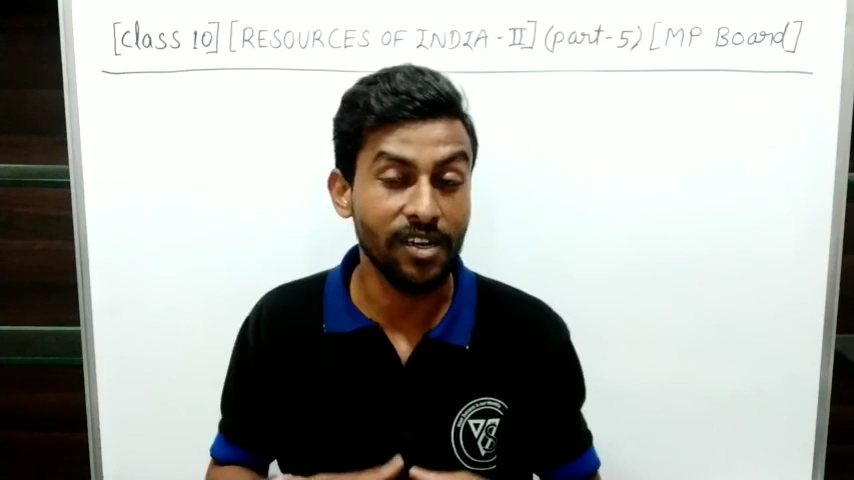 [class 10] [RESOURCES OF INDIA - II] (part-5) [MP Board]